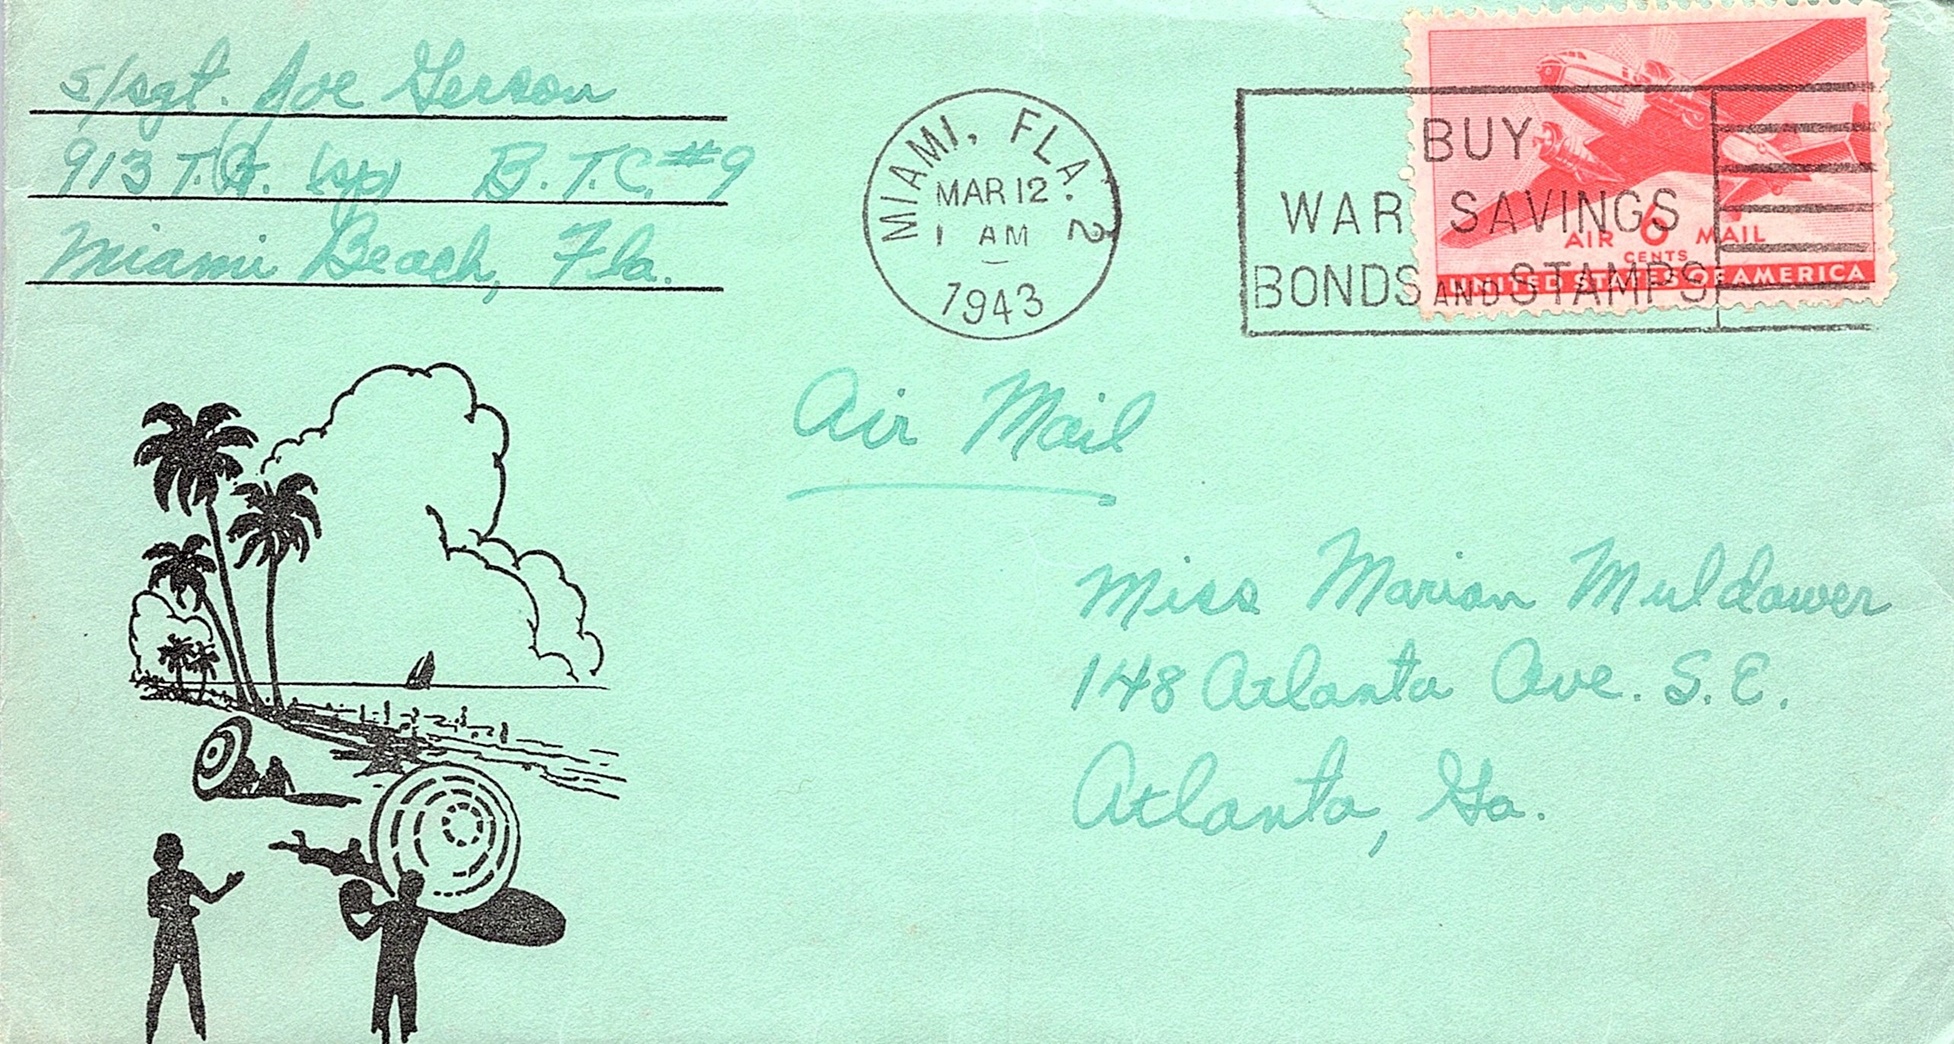 S/Sgt. Joe Gerson
913 T.G. (Sp) B.T.C. #9
Miami Beach, Fla.
MIAMI, FLA. 2
MAR 12
1 AM
1943
BUY
WAR SAVINGS
BONDS AND STAMPS
AIR 6 MAIL
CENTS
UNITED STATES OF AMERICA
Air Mail
Miss Marian Muldawer
148 Atlanta Ave. S.E.
Atlanta, Ga.